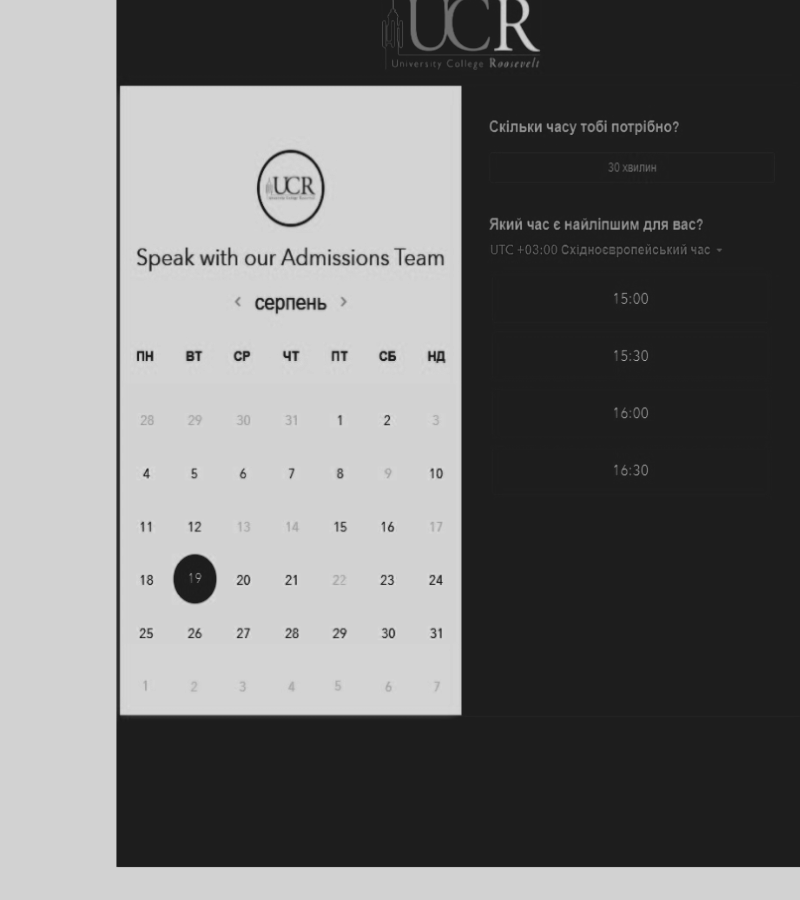 UCR
University College Roosevelt
UCR
Speak with our Admissions Team
< серпень >
ПН ВТ СР ЧТ ПТ СБ НД
28 29 30 31 1 2 3
4 5 6 7 8 9 10
11 12 13 14 15 16 17
18 19 20 21 22 23 24
25 26 27 28 29 30 31
1 2 3 4 5 6 7
Скільки часу тобі потрібно?
30 хвилин
Який час є найліпшим для вас?
UTC +03:00 Східноєвропейський час
15:00
15:30
16:00
16:30